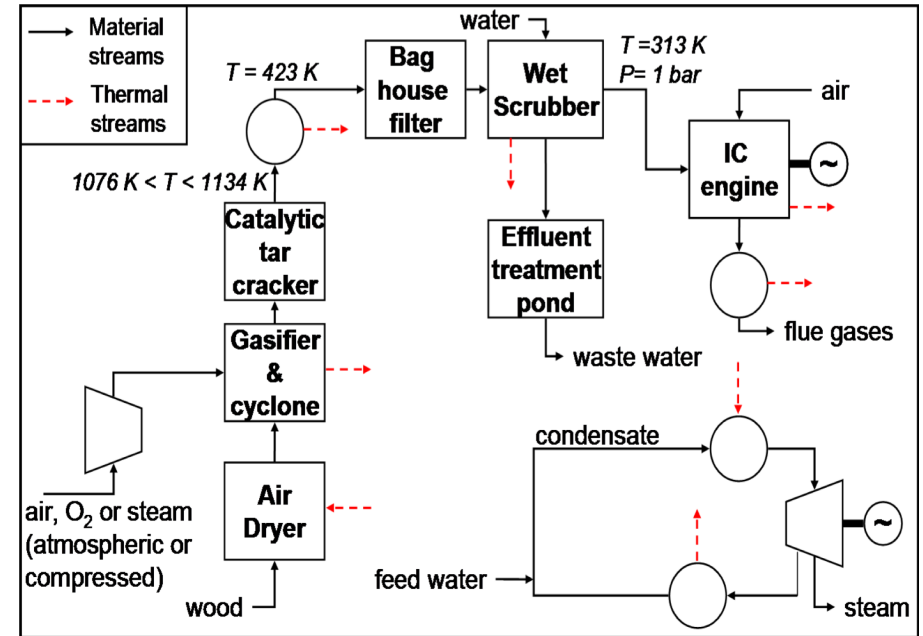 Material
streams
Thermal
streams
water
T = 423 K
Bag
house
filter
Wet
Scrubber
T =313 K
P= 1 bar
air
IC
engine
~
1076 K < T < 1134 K
Catalytic
tar
cracker
Effluent
treatment
pond
flue gases
waste water
Gasifier
&
cyclone
condensate
Air
Dryer
air, O₂ or steam
(atmospheric or
compressed)
~
feed water
wood
steam